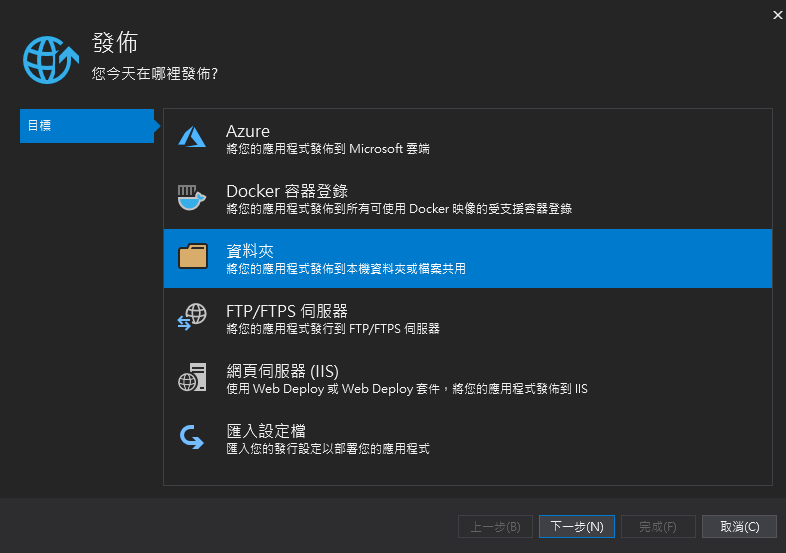 發佈
您今天在哪裡發佈?
目標
Azure
將您的應用程式發佈到 Microsoft 雲端
Docker 容器登錄
將您的應用程式發佈到所有可使用 Docker 映像的受支援容器登錄
資料夾
將您的應用程式發佈到本機資料夾或檔案共用
FTP/FTPS 伺服器
將您的應用程式發行到 FTP/FTPS 伺服器
網頁伺服器 (IIS)
使用 Web Deploy 或 Web Deploy 套件，將您的應用程式發佈到 IIS
匯入設定檔
匯入您的發行設定以部署您的應用程式
上一步(B)
下一步(N)
完成(F)
取消(C)